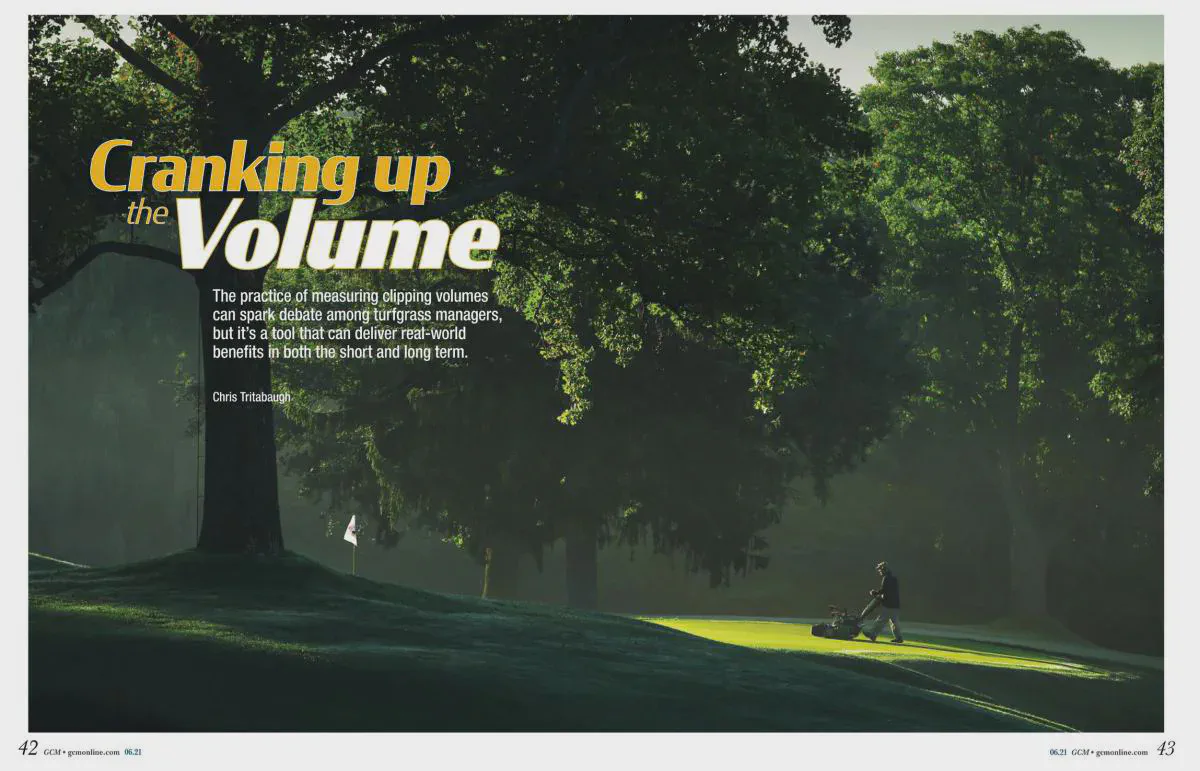 Cranking up
the Volume
The practice of measuring clipping volumes
can spark debate among turfgrass managers,
but it's a tool that can deliver real-world
benefits in both the short and long term.
Chris Tritabaugh
42 GCM • gcmonline.com 06.21
06.21 GCM • gcmonline.com 43